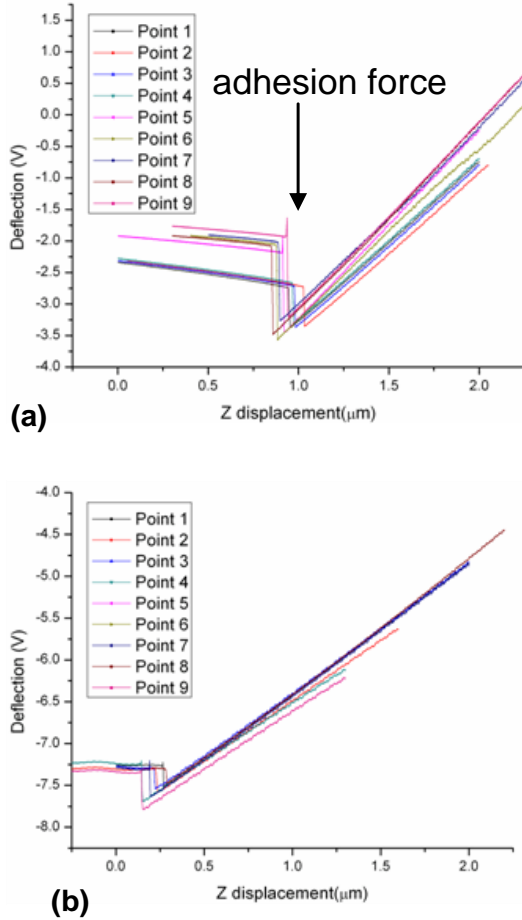 1.5
1.0
0.5
0.0
-0.5
-1.0
-1.5
-2.0
-2.5
-3.0
-3.5
-4.0
Deflection (V)
Point 1
Point 2
Point 3
Point 4
Point 5
Point 6
Point 7
Point 8
Point 9
adhesion force
0.0 0.5 1.0 1.5 2.0
Z displacement(μm)
(a)
-4.0
-4.5
-5.0
-5.5
-6.0
-6.5
-7.0
-7.5
-8.0
Deflection (V)
Point 1
Point 2
Point 3
Point 4
Point 5
Point 6
Point 7
Point 8
Point 9
0.0 0.5 1.0 1.5 2.0
Z displacement(μm)
(b)